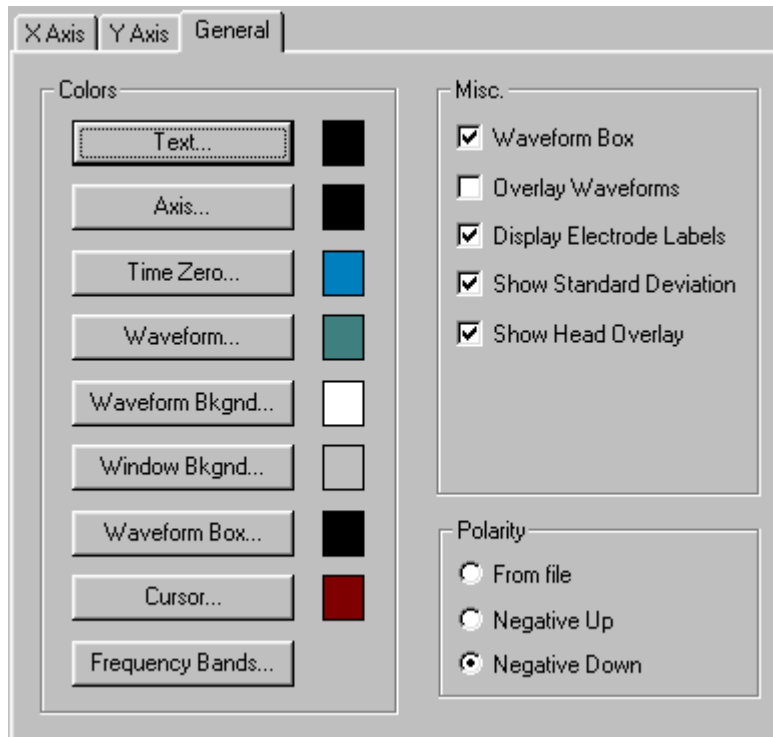 X Axis
Y Axis
General
Colors
Text...
Axis...
Time Zero...
Waveform...
Waveform Bkgnd...
Window Bkgnd...
Waveform Box...
Cursor...
Frequency Bands...
Misc.
Waveform Box
Overlay Waveforms
Display Electrode Labels
Show Standard Deviation
Show Head Overlay
Polarity
From file
Negative Up
Negative Down